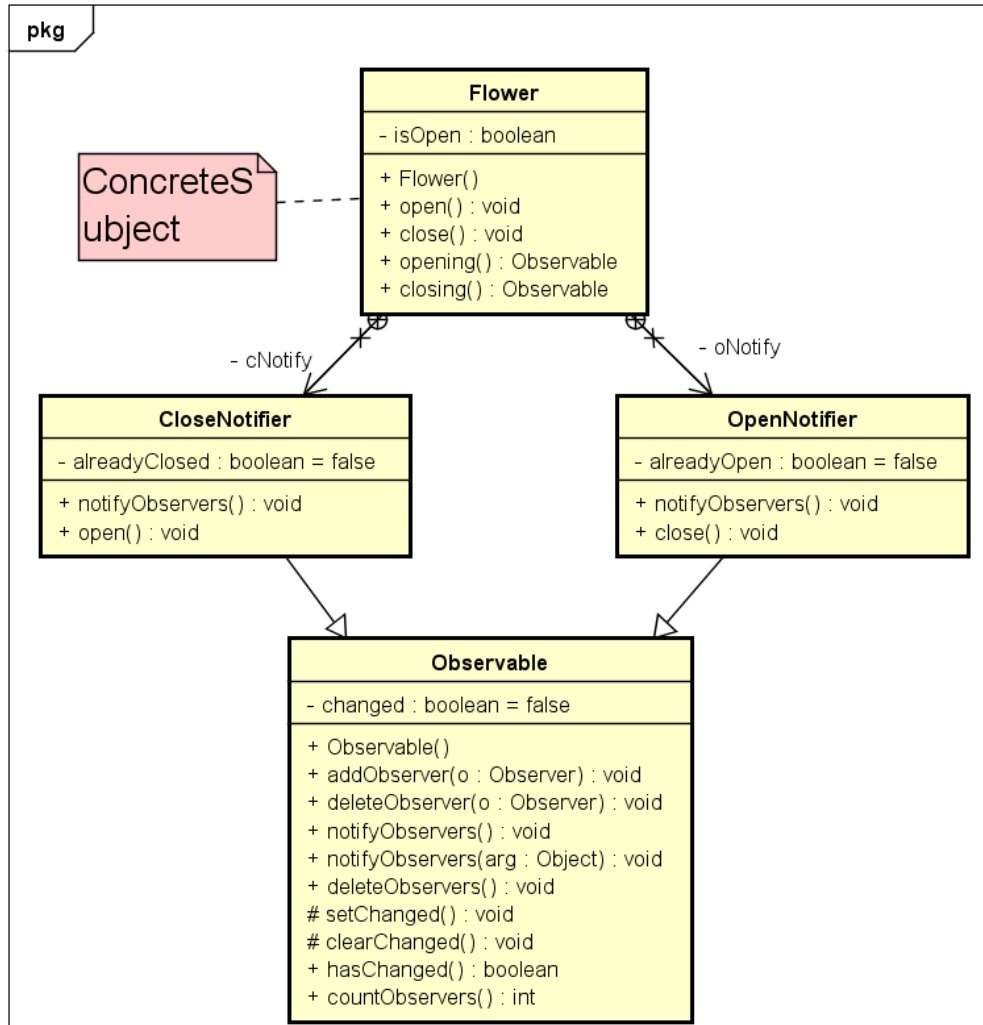 pkg
Flower
- isOpen : boolean
+ Flower()
+ open() : void
+ close() : void
+ opening() : Observable
+ closing() : Observable
ConcreteS
ubject
- cNotify
- oNotify
CloseNotifier
- alreadyClosed : boolean = false
+ notifyObservers() : void
+ open() : void
OpenNotifier
- alreadyOpen : boolean = false
+ notifyObservers() : void
+ close() : void
Observable
- changed : boolean = false
+ Observable()
+ addObserver(o : Observer) : void
+ deleteObserver(o : Observer) : void
+ notifyObservers() : void
+ notifyObservers(arg : Object) : void
+ deleteObservers() : void
# setChanged() : void
# clearChanged() : void
+ hasChanged() : boolean
+ countObservers() : int